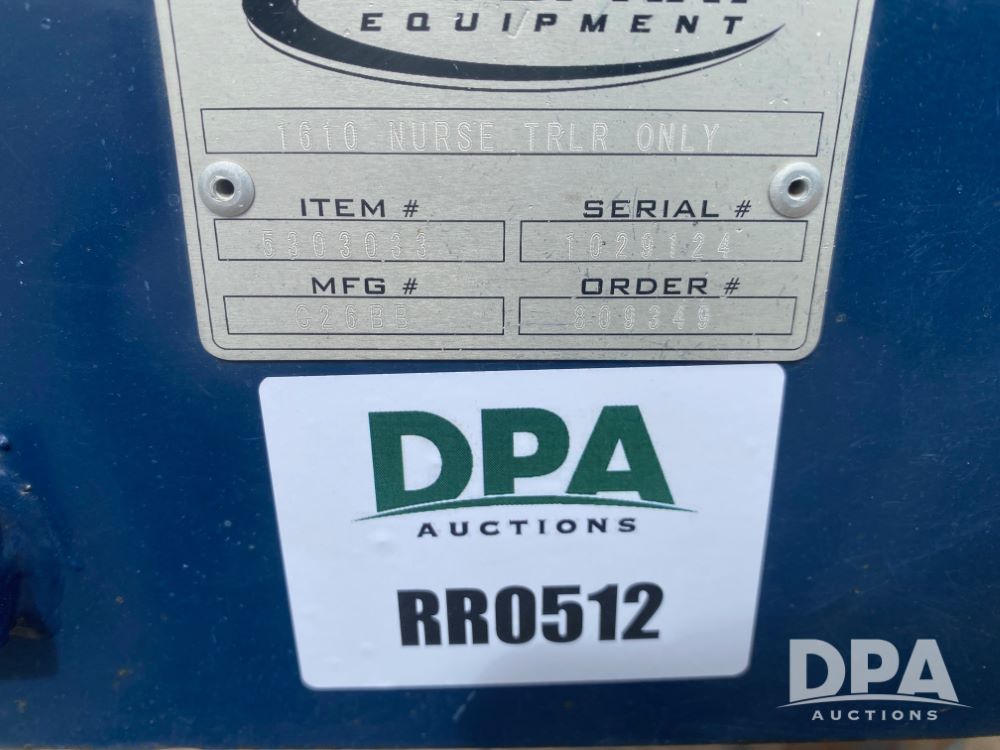 EQUIPMENT
1610 NURSE TRLR ONLY
ITEM # SERIAL #
5303033 1029124
MFG # ORDER #
C26BB 809349
DPA
AUCTIONS
RR0512
DPA
AUCTIONS